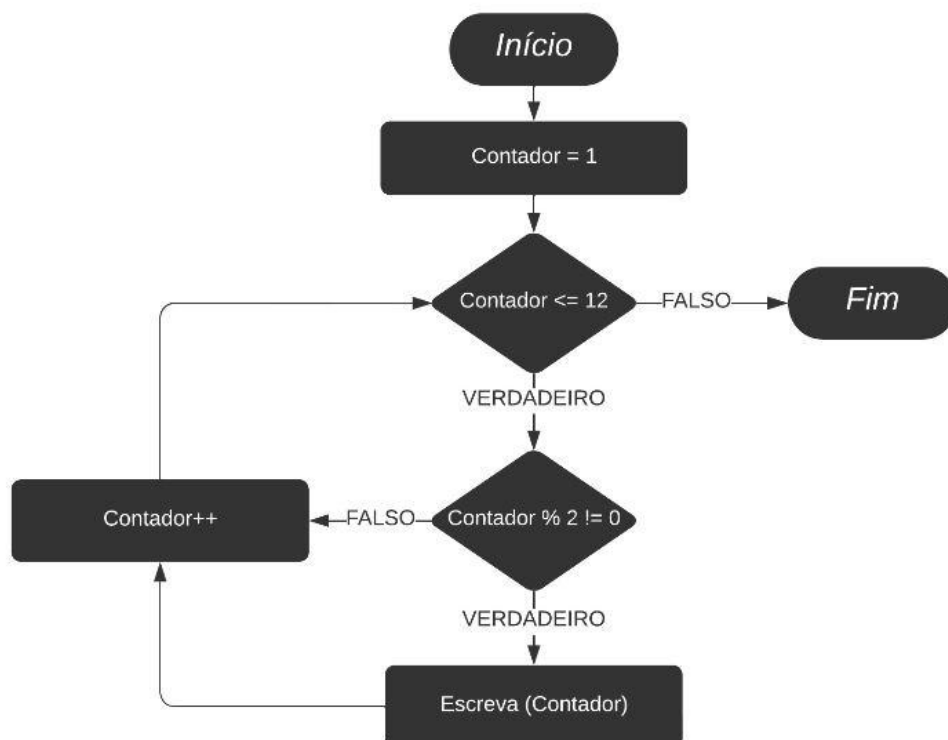 Início
Contador = 1
Contador <= 12
FALSO
Fim
VERDADEIRO
Contador++
FALSO
Contador % 2 != 0
VERDADEIRO
Escreva (Contador)